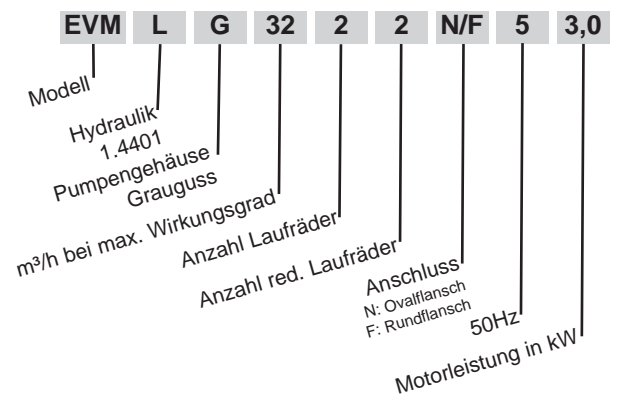 EVM L G 32 2 2 N/F 5 3,0
Modell
Hydraulik
1.4401
Pumpengehäuse
Grauguss
m³/h bei max. Wirkungsgrad
Anzahl Laufräder
Anzahl red. Laufräder
Anschluss
N: Ovalflansch
F: Rundflansch
50Hz
Motorleistung in kW